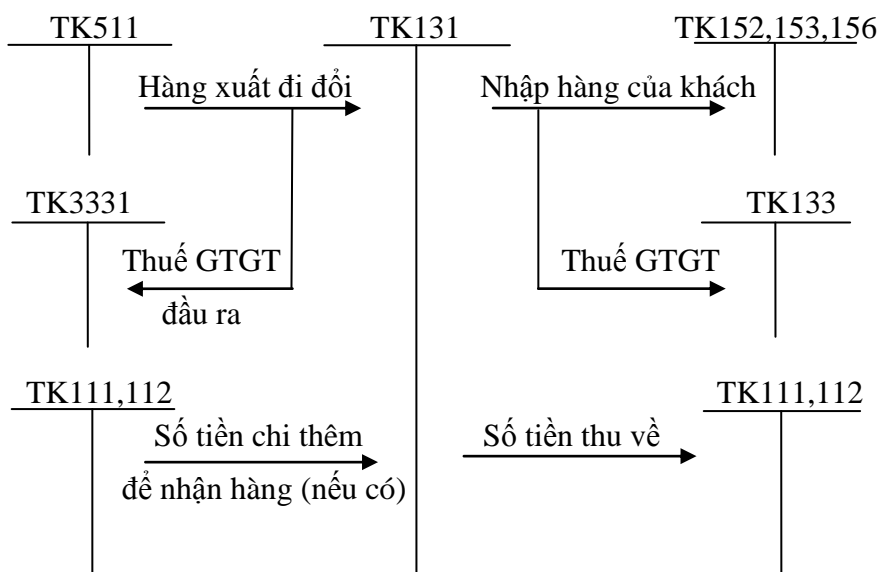 TK511
TK131
TK152,153,156
Hàng xuất đi đổi
Nhập hàng của khách
TK3331
TK133
Thuế GTGT
đầu ra
Thuế GTGT
TK111,112
TK111,112
Số tiền chi thêm
để nhận hàng (nếu có)
Số tiền thu về